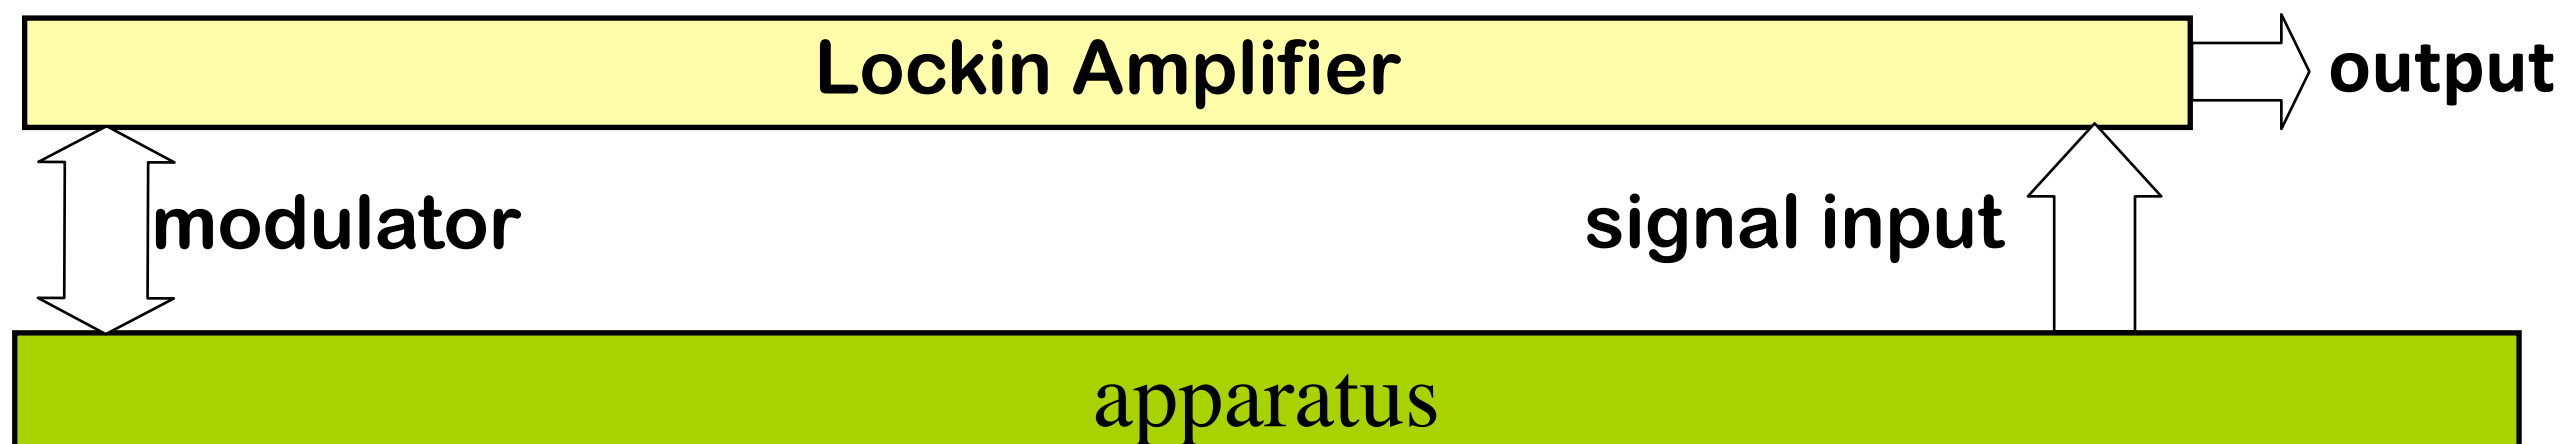 Lockin Amplifier
output
modulator
signal input
apparatus